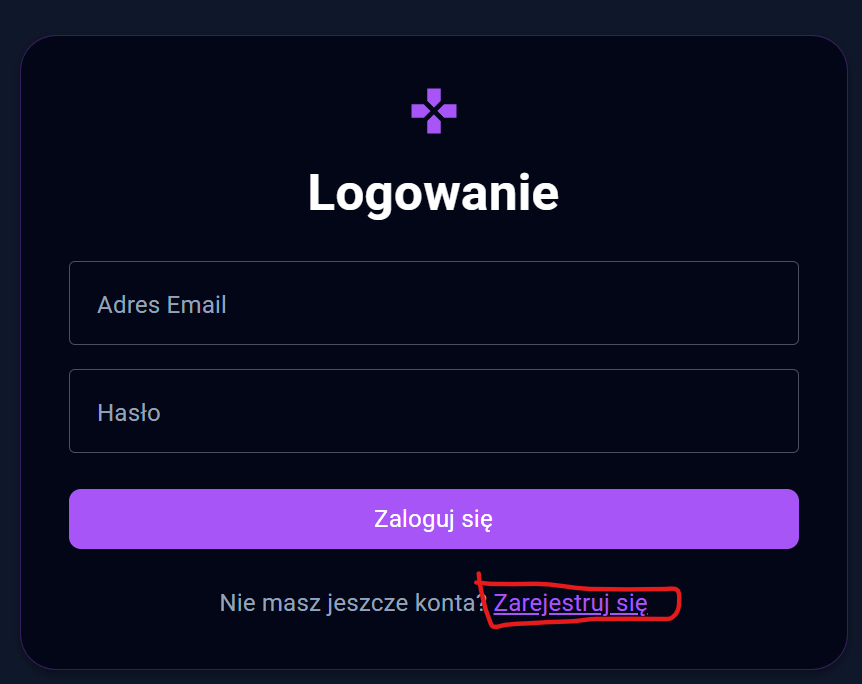 Logowanie
Adres Email
Hasło
Zaloguj się
Nie masz jeszcze konta? Zarejestruj się